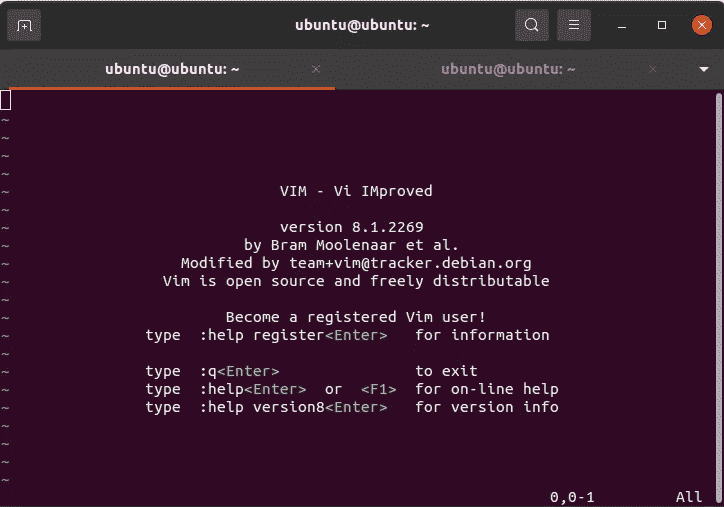 ubuntu@ubuntu: ~
ubuntu@ubuntu: ~ ubuntu@ubuntu: ~
~
~
~
~
~ VIM - Vi IMproved
~
~ version 8.1.2269
~ by Bram Moolenaar et al.
~ Modified by team+vim@tracker.debian.org
~ Vim is open source and freely distributable
~
~ Become a registered Vim user!
~ type :help register<Enter> for information
~
~ type :q<Enter> to exit
~ type :help<Enter> or <F1> for on-line help
~ type :help version8<Enter> for version info
~
~
~
~
0,0-1 All